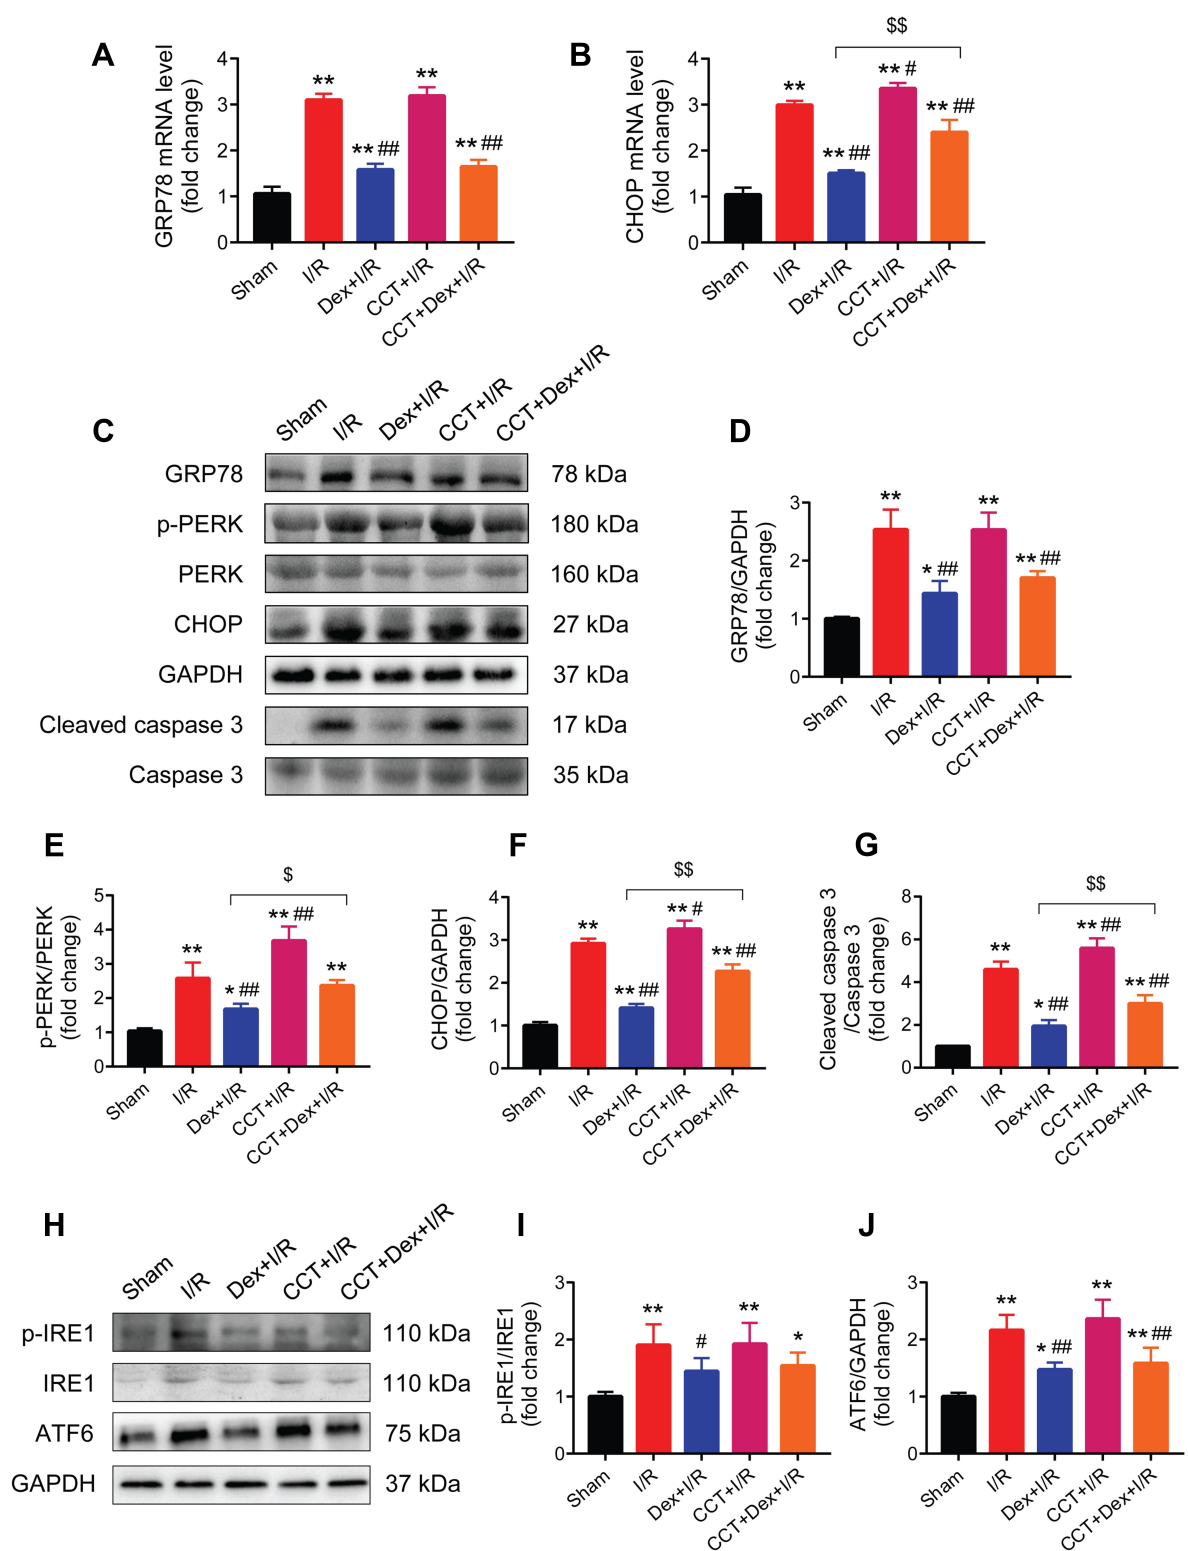 A
GRP78 mRNA level
(fold change)
4
3
2
1
0
**
** ##
**
** ##
Sham
I/R
Dex+I/R
CCT+I/R
CCT+Dex+I/R
B
CHOP mRNA level
(fold change)
4
3
2
1
0
$$
**
** ##
** #
** ##
Sham
I/R
Dex+I/R
CCT+I/R
CCT+Dex+I/R
C
Sham
I/R
Dex+I/R
CCT+I/R
CCT+Dex+I/R
GRP78 78 kDa
p-PERK 180 kDa
PERK 160 kDa
CHOP 27 kDa
GAPDH 37 kDa
Cleaved caspase 3 17 kDa
Caspase 3 35 kDa
D
GRP78/GAPDH
(fold change)
3
2
1
0
**
* ##
**
** ##
Sham
I/R
Dex+I/R
CCT+I/R
CCT+Dex+I/R
E
p-PERK/PERK
(fold change)
5
4
3
2
1
0
$
**
* ##
** ##
**
Sham
I/R
Dex+I/R
CCT+I/R
CCT+Dex+I/R
F
CHOP/GAPDH
(fold change)
4
3
2
1
0
$$
**
** ##
** #
** ##
Sham
I/R
Dex+I/R
CCT+I/R
CCT+Dex+I/R
G
Cleaved caspase 3
/Caspase 3
(fold change)
8
6
4
2
0
$$
**
* ##
** ##
** ##
Sham
I/R
Dex+I/R
CCT+I/R
CCT+Dex+I/R
H
Sham
I/R
Dex+I/R
CCT+I/R
CCT+Dex+I/R
p-IRE1 110 kDa
IRE1 110 kDa
ATF6 75 kDa
GAPDH 37 kDa
I
p-IRE1/IRE1
(fold change)
3
2
1
0
**
#
**
*
Sham
I/R
Dex+I/R
CCT+I/R
CCT+Dex+I/R
J
ATF6/GAPDH
(fold change)
3
2
1
0
**
* ##
**
** ##
Sham
I/R
Dex+I/R
CCT+I/R
CCT+Dex+I/R